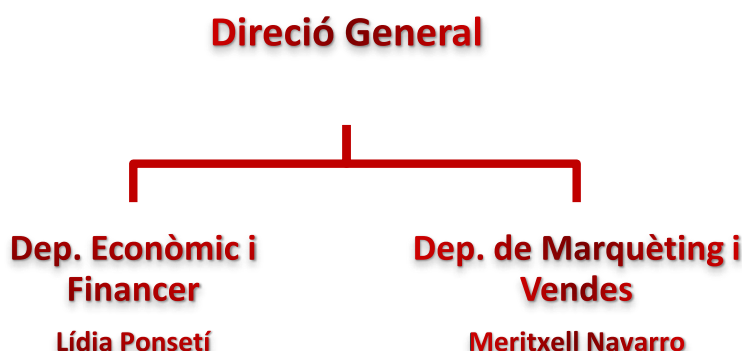 Direció General
Dep. Econòmic i
Financer
Lídia Ponsetí
Dep. de Marquèting i
Vendes
Meritxell Navarro